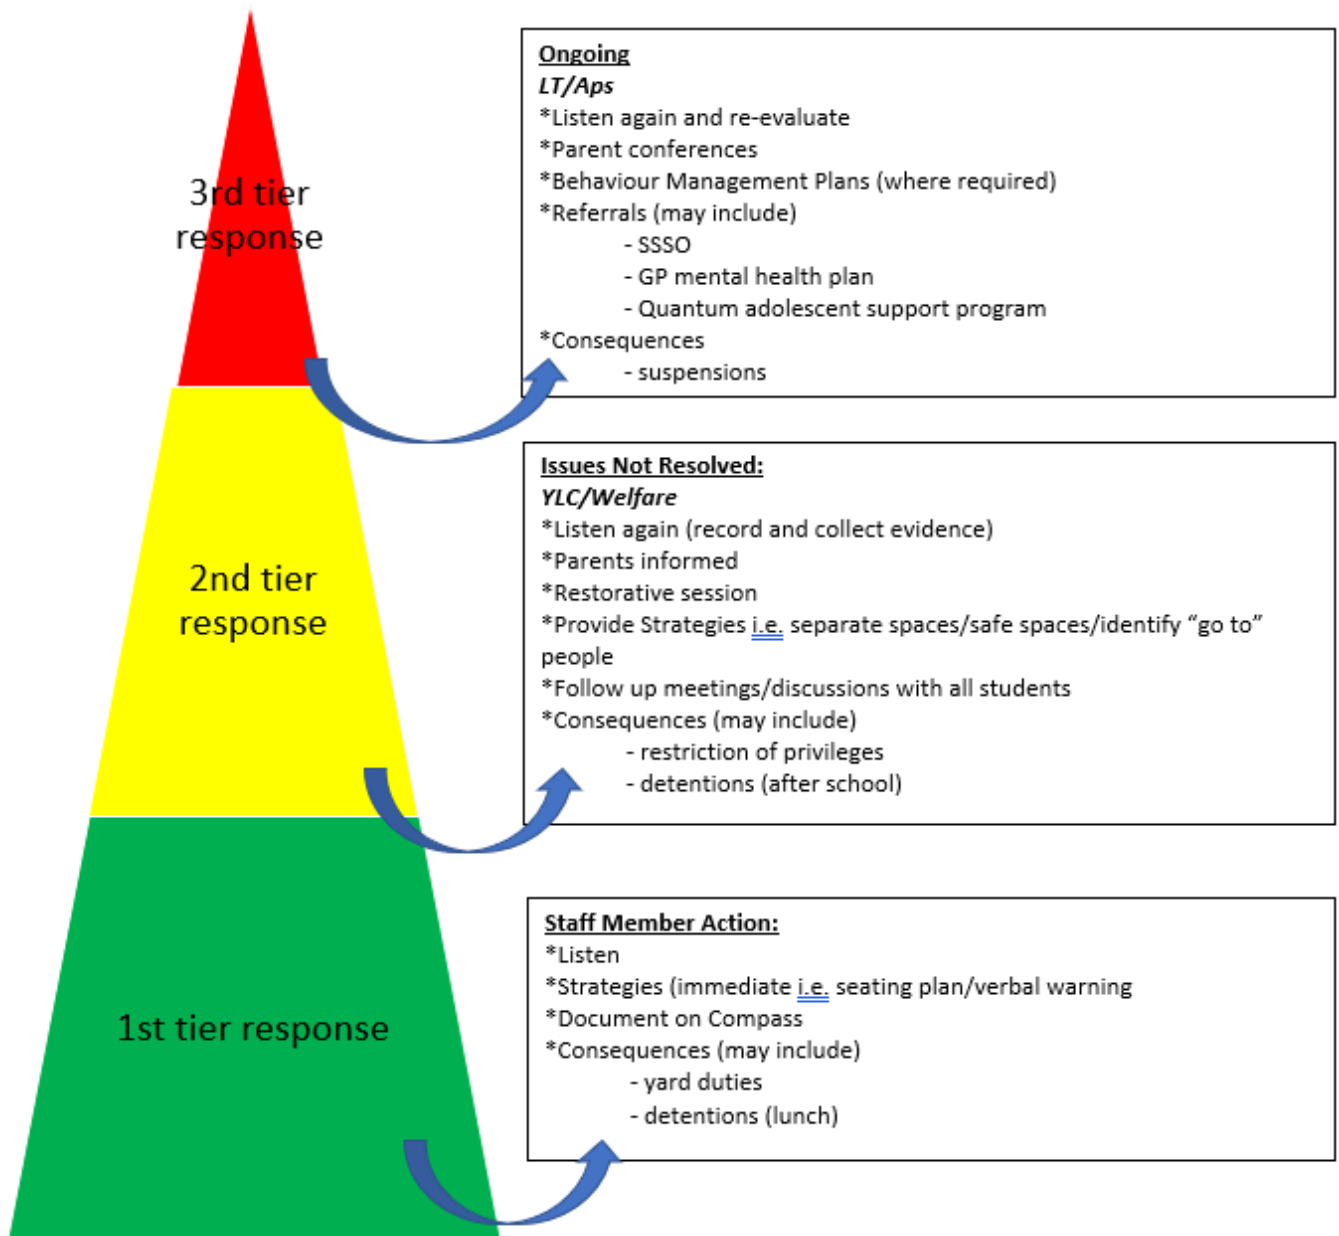 3rd tier
response
Ongoing
LT/Aps
*Listen again and re-evaluate
*Parent conferences
*Behaviour Management Plans (where required)
*Referrals (may include)
- SSSO
- GP mental health plan
- Quantum adolescent support program
*Consequences
- suspensions
2nd tier
response
Issues Not Resolved:
YLC/Welfare
*Listen again (record and collect evidence)
*Parents informed
*Restorative session
*Provide Strategies i.e. separate spaces/safe spaces/identify “go to”
people
*Follow up meetings/discussions with all students
*Consequences (may include)
- restriction of privileges
- detentions (after school)
1st tier response
Staff Member Action:
*Listen
*Strategies (immediate i.e. seating plan/verbal warning
*Document on Compass
*Consequences (may include)
- yard duties
- detentions (lunch)